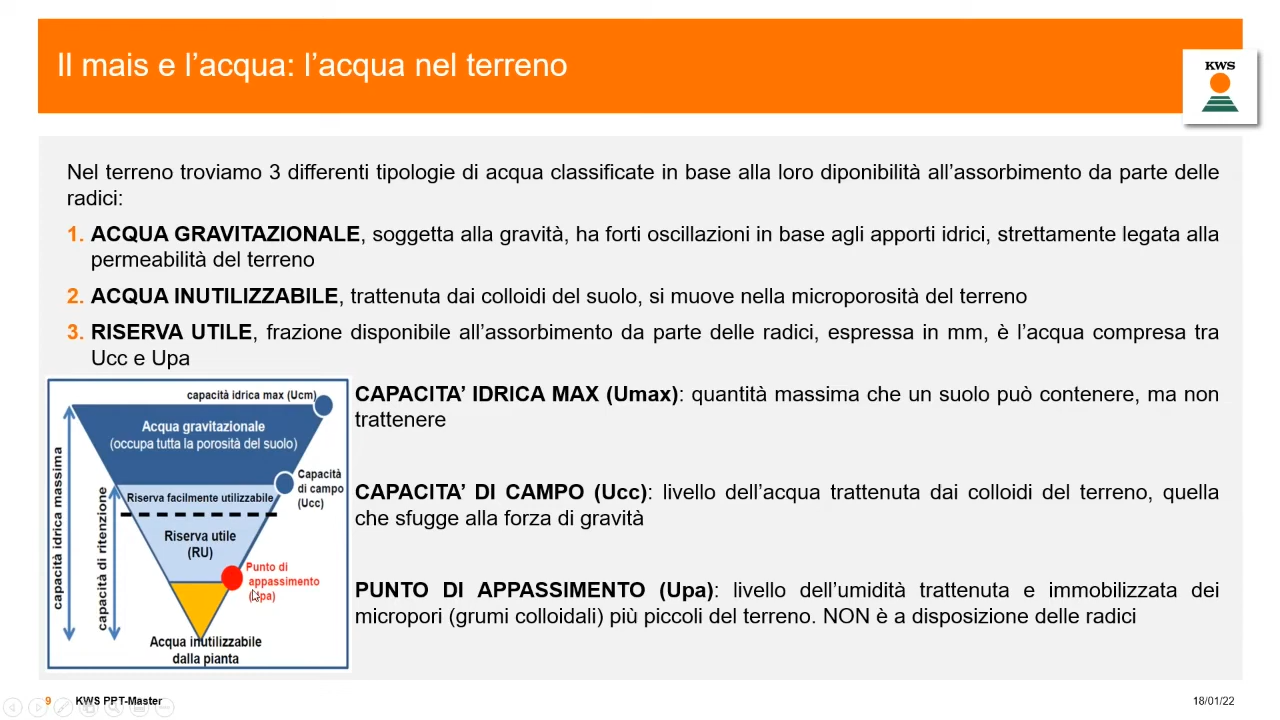 Il mais e l’acqua: l’acqua nel terreno
KWS
Nel terreno troviamo 3 differenti tipologie di acqua classificate in base alla loro diponibilità all’assorbimento da parte delle
radici:
1. ACQUA GRAVITAZIONALE, soggetta alla gravità, ha forti oscillazioni in base agli apporti idrici, strettamente legata alla
permeabilità del terreno
2. ACQUA INUTILIZZABILE, trattenuta dai colloidi del suolo, si muove nella microporosità del terreno
3. RISERVA UTILE, frazione disponibile all’assorbimento da parte delle radici, espressa in mm, è l’acqua compresa tra
Ucc e Upa
capacità idrica max (Ucm)
Acqua gravitazionale
(occupa tutta la porosità del suolo)
Capacità
di campo
(Ucc)
Riserva facilmente utilizzabile
Riserva utile
(RU)
Punto di
appassimento
(Upa)
Acqua inutilizzabile
dalla pianta
capacità idrica massima
capacità di ritenzione
CAPACITA’ IDRICA MAX (Umax): quantità massima che un suolo può contenere, ma non
trattenere
CAPACITA’ DI CAMPO (Ucc): livello dell’acqua trattenuta dai colloidi del terreno, quella
che sfugge alla forza di gravità
PUNTO DI APPASSIMENTO (Upa): livello dell’umidità trattenuta e immobilizzata dei
micropori (grumi colloidali) più piccoli del terreno. NON è a disposizione delle radici
9 KWS PPT-Master
18/01/22